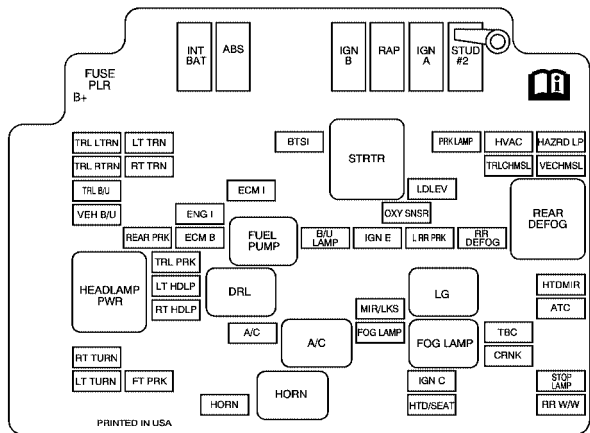 INT
BAT
ABS
IGN
B
RAP
IGN
A
STUD
#2
FUSE
PLR
B+
TRL LTRN
LT TRN
BTSI
STRTR
PRK LAMP
HVAC
HAZRD LP
TRL RTRN
RT TRN
TRLCHMSL
VECHMSL
TRL B/U
ECM I
LDLEV
VEH B/U
ENG I
OXY SNSR
REAR
DEFOG
REAR PRK
ECM B
FUEL
PUMP
B/U
LAMP
IGN E
L RR PRK
RR
DEFOG
TRL PRK
HEADLAMP
PWR
LT HDLP
DRL
LG
HTDMIR
RT HDLP
MIR/LKS
ATC
A/C
A/C
FOG LAMP
FOG LAMP
TBC
CRNK
RT TURN
LT TURN
FT PRK
HORN
IGN C
STOP
LAMP
HORN
HTD/SEAT
RR W/W
PRINTED IN USA